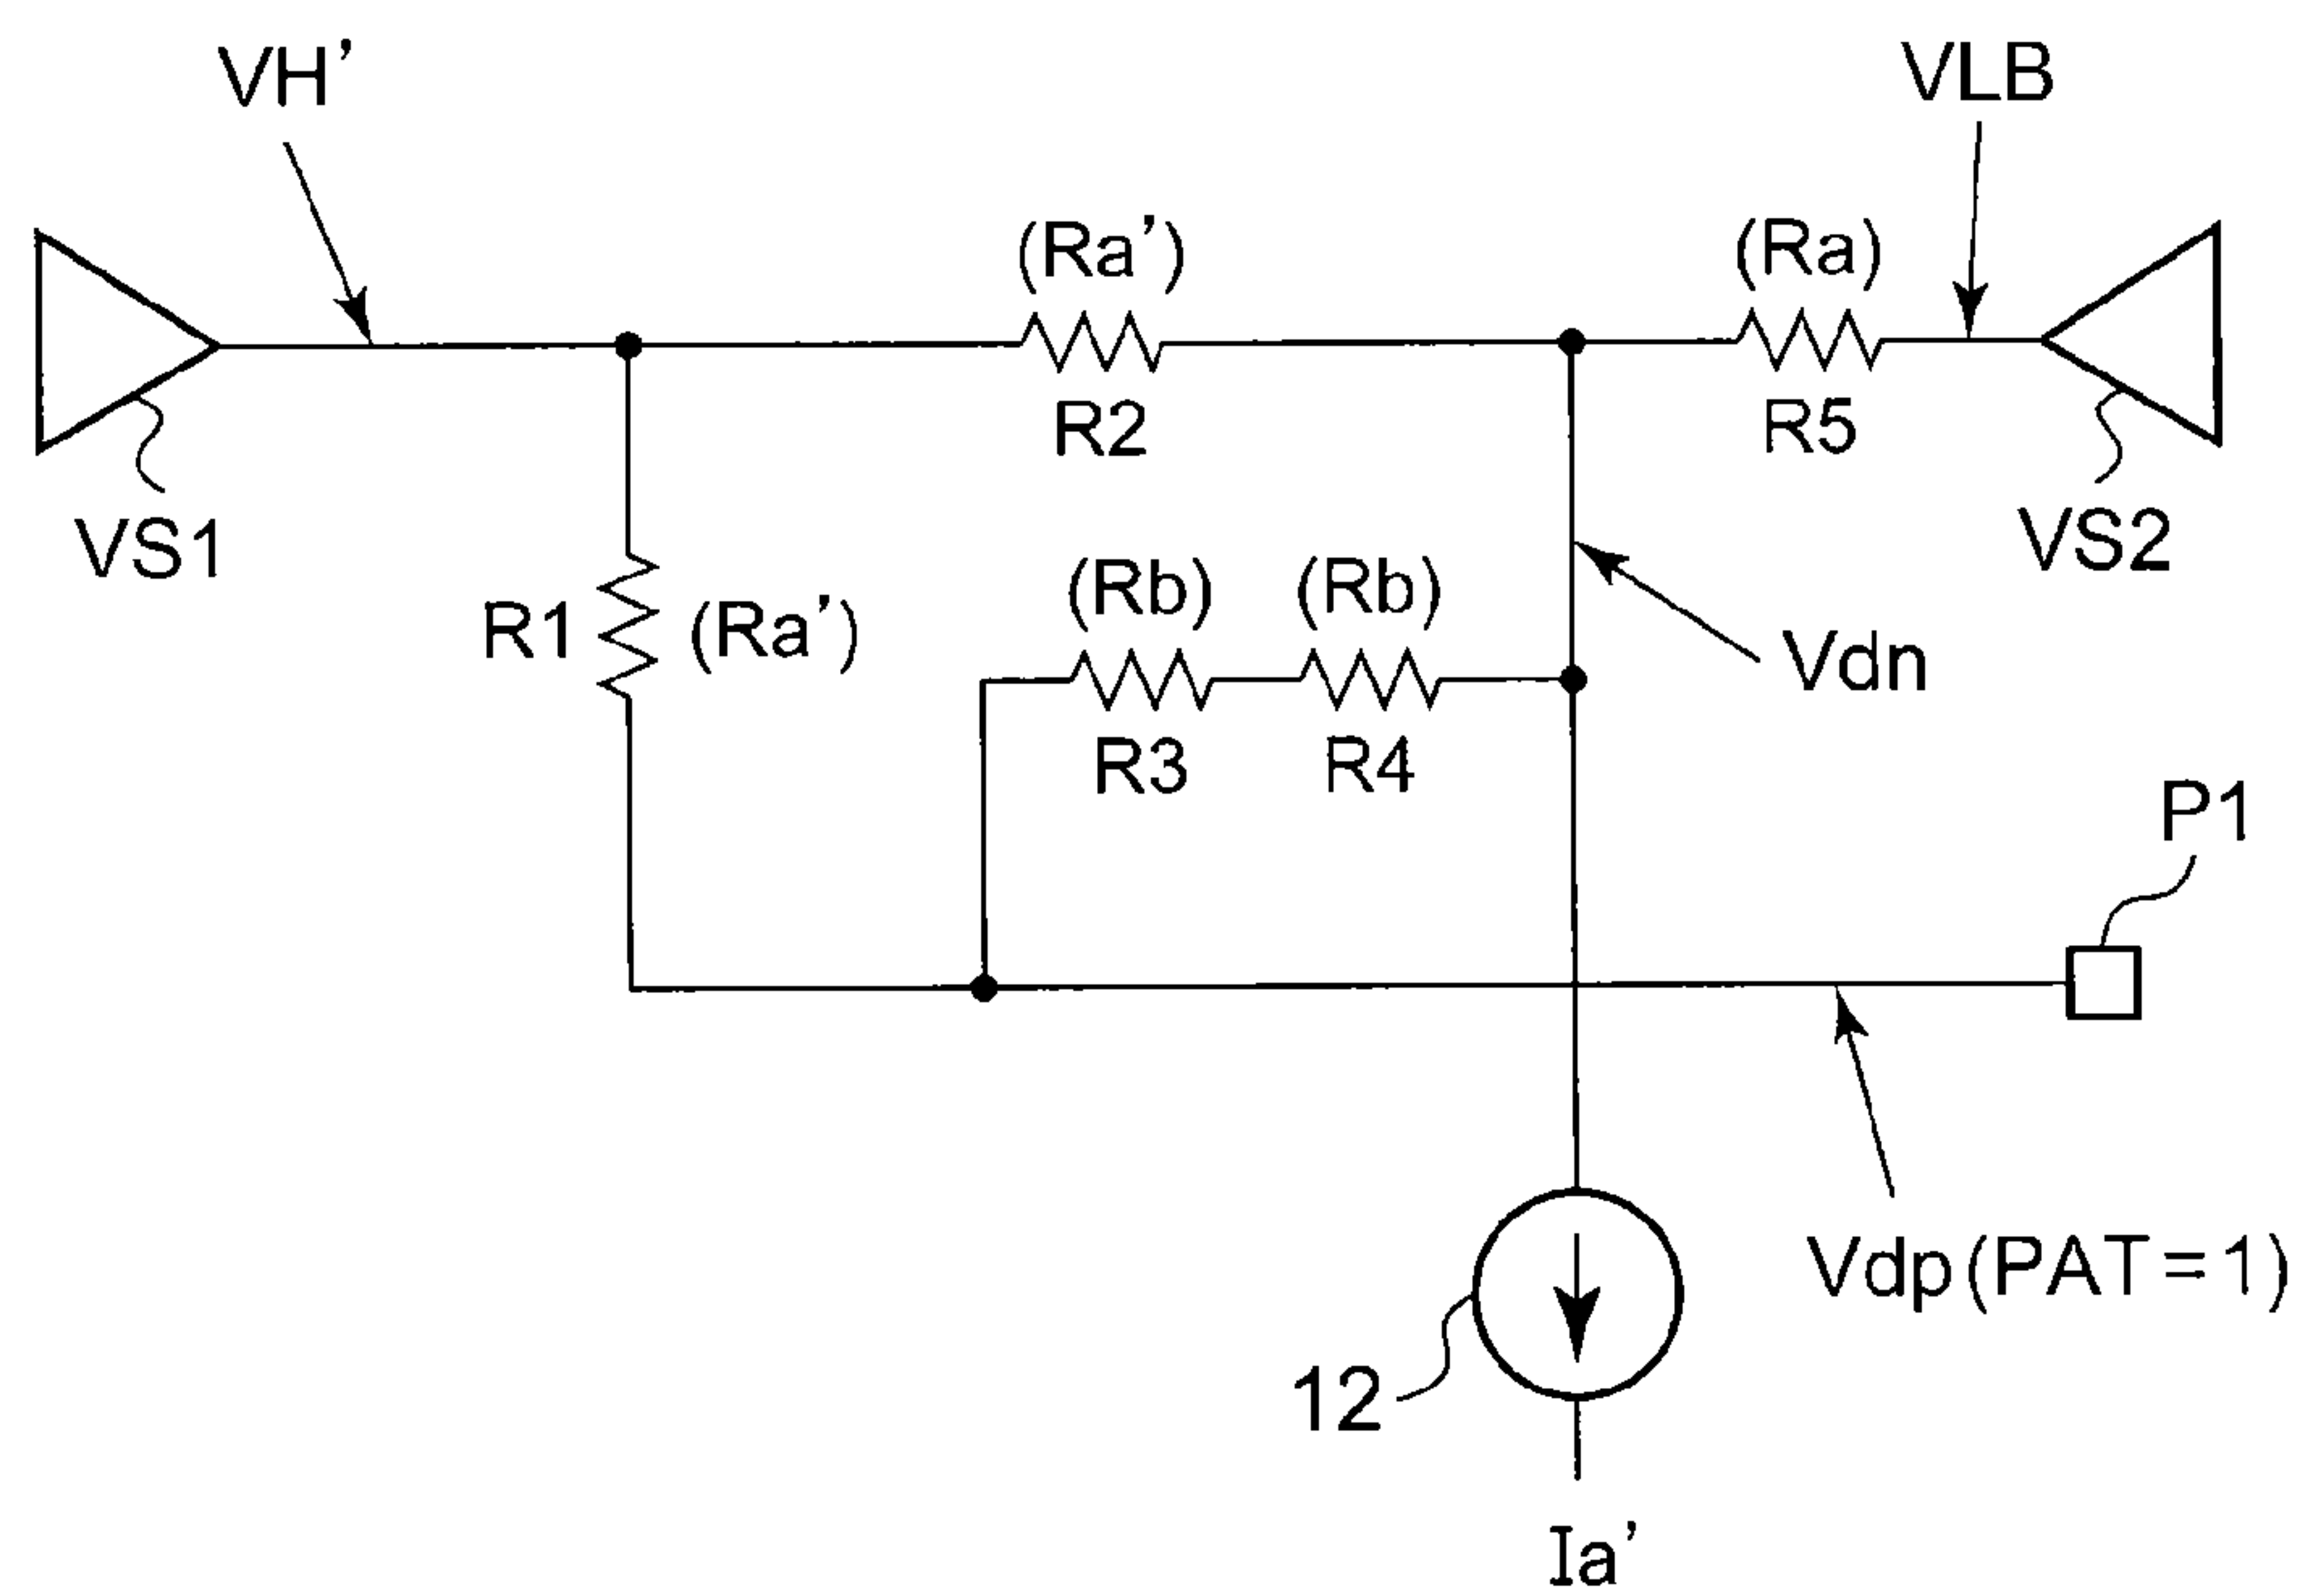 VH'
VLB
(Ra')
(Ra)
R2
R5
VS1
VS2
R1
(Ra')
(Rb)
(Rb)
Vdn
R3
R4
P1
Vdp (PAT=1)
12
Ia'